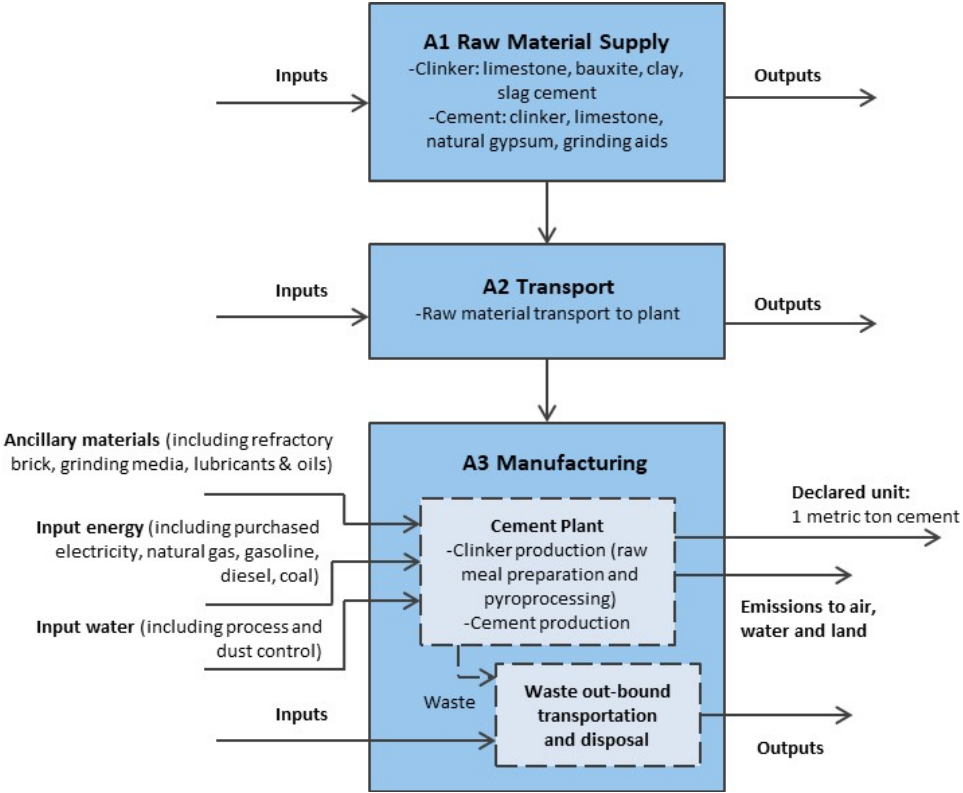 A1 Raw Material Supply
-Clinker: limestone, bauxite, clay,
slag cement
-Cement: clinker, limestone,
natural gypsum, grinding aids
Inputs
Outputs
A2 Transport
-Raw material transport to plant
Inputs
Outputs
A3 Manufacturing
Ancillary materials (including refractory
brick, grinding media, lubricants & oils)
Input energy (including purchased
electricity, natural gas, gasoline,
diesel, coal)
Input water (including process and
dust control)
Cement Plant
-Clinker production (raw
meal preparation and
pyroprocessing)
-Cement production
Declared unit:
1 metric ton cement
Emissions to air,
water and land
Waste
Inputs
Waste out-bound
transportation
and disposal
Outputs